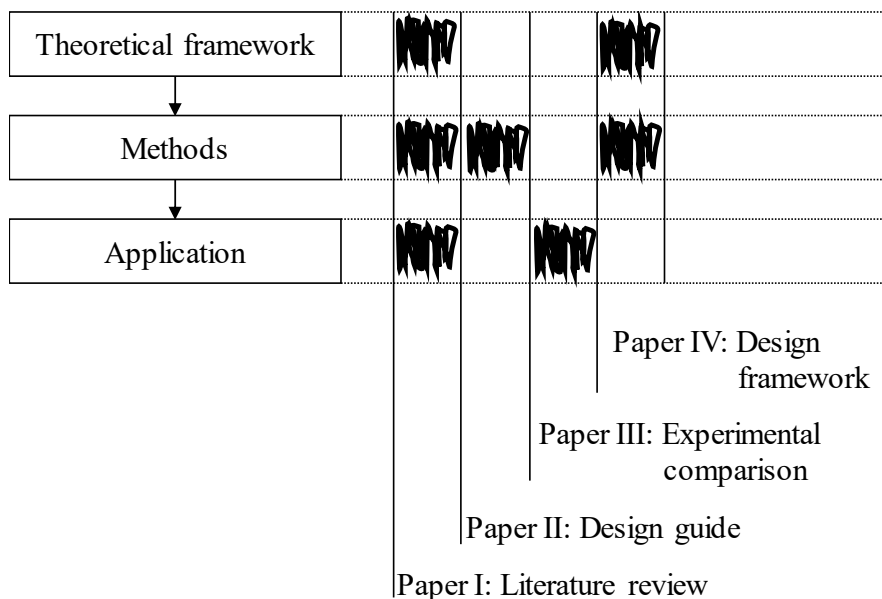 Theoretical framework
Methods
Application
Paper IV: Design
framework
Paper III: Experimental
comparison
Paper II: Design guide
Paper I: Literature review